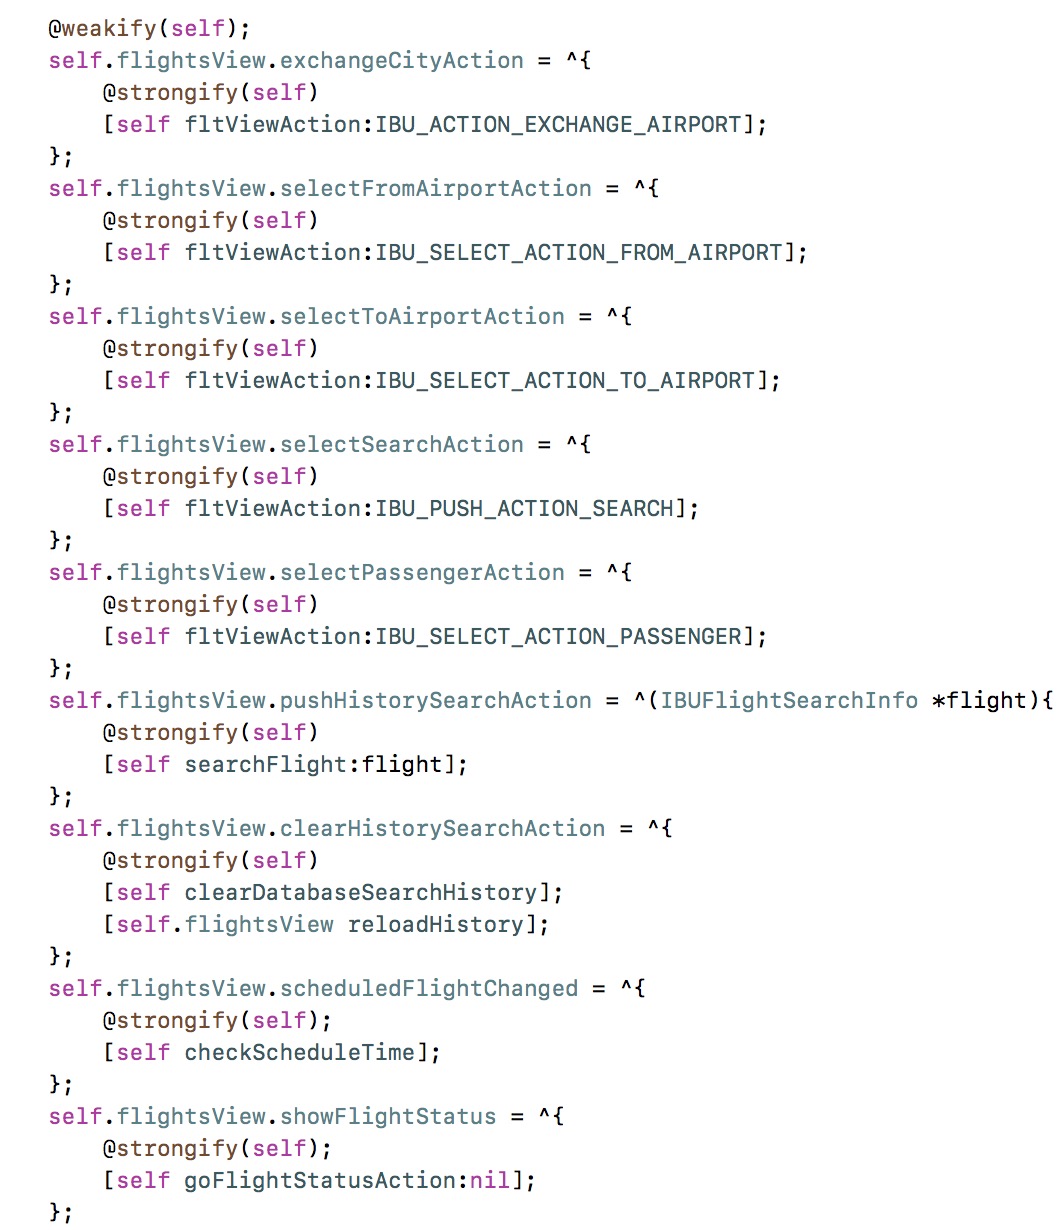 @weakify(self);
self.flightsView.exchangeCityAction = ^{
    @strongify(self)
    [self fltViewAction:IBU_ACTION_EXCHANGE_AIRPORT];
};
self.flightsView.selectFromAirportAction = ^{
    @strongify(self)
    [self fltViewAction:IBU_SELECT_ACTION_FROM_AIRPORT];
};
self.flightsView.selectToAirportAction = ^{
    @strongify(self)
    [self fltViewAction:IBU_SELECT_ACTION_TO_AIRPORT];
};
self.flightsView.selectSearchAction = ^{
    @strongify(self)
    [self fltViewAction:IBU_PUSH_ACTION_SEARCH];
};
self.flightsView.selectPassengerAction = ^{
    @strongify(self)
    [self fltViewAction:IBU_SELECT_ACTION_PASSENGER];
};
self.flightsView.pushHistorySearchAction = ^(IBUFlightSearchInfo *flight){
    @strongify(self)
    [self searchFlight:flight];
};
self.flightsView.clearHistorySearchAction = ^{
    @strongify(self)
    [self clearDatabaseSearchHistory];
    [self.flightsView reloadHistory];
};
self.flightsView.scheduledFlightChanged = ^{
    @strongify(self);
    [self checkScheduleTime];
};
self.flightsView.showFlightStatus = ^{
    @strongify(self);
    [self goFlightStatusAction:nil];
};